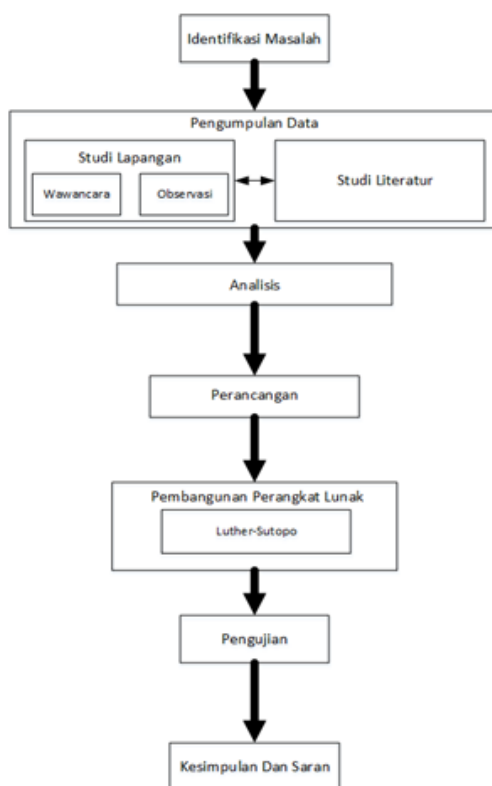 Identifikasi Masalah
Pengumpulan Data
Studi Lapangan
Wawancara
Observasi
Studi Literatur
Analisis
Perancangan
Pembangunan Perangkat Lunak
Luther-Sutopo
Pengujian
Kesimpulan Dan Saran